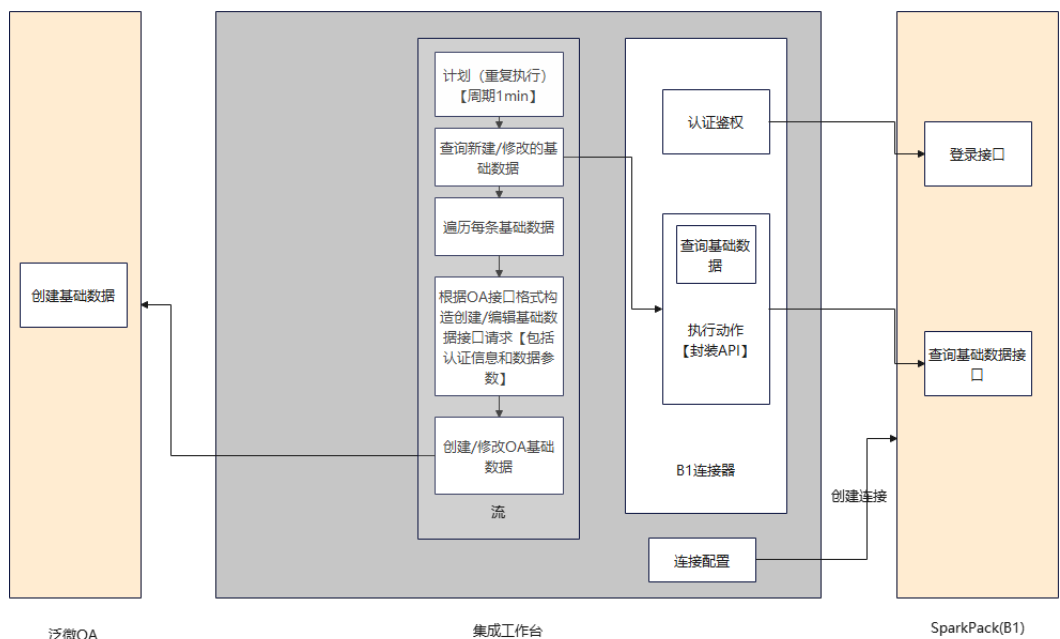 计划（重复执行）
【周期1min】
查询新建/修改的基
础数据
遍历每条基础数据
根据OA接口格式构
造创建/编辑基础数
据接口请求【包括
认证信息和数据参
数】
创建/修改OA基础
数据
流
认证鉴权
查询基础数
据
执行动作
【封装API】
B1连接器
连接配置
创建连接
登录接口
查询基础数据接
口
创建基础数据
泛微OA
集成工作台
SparkPack(B1)